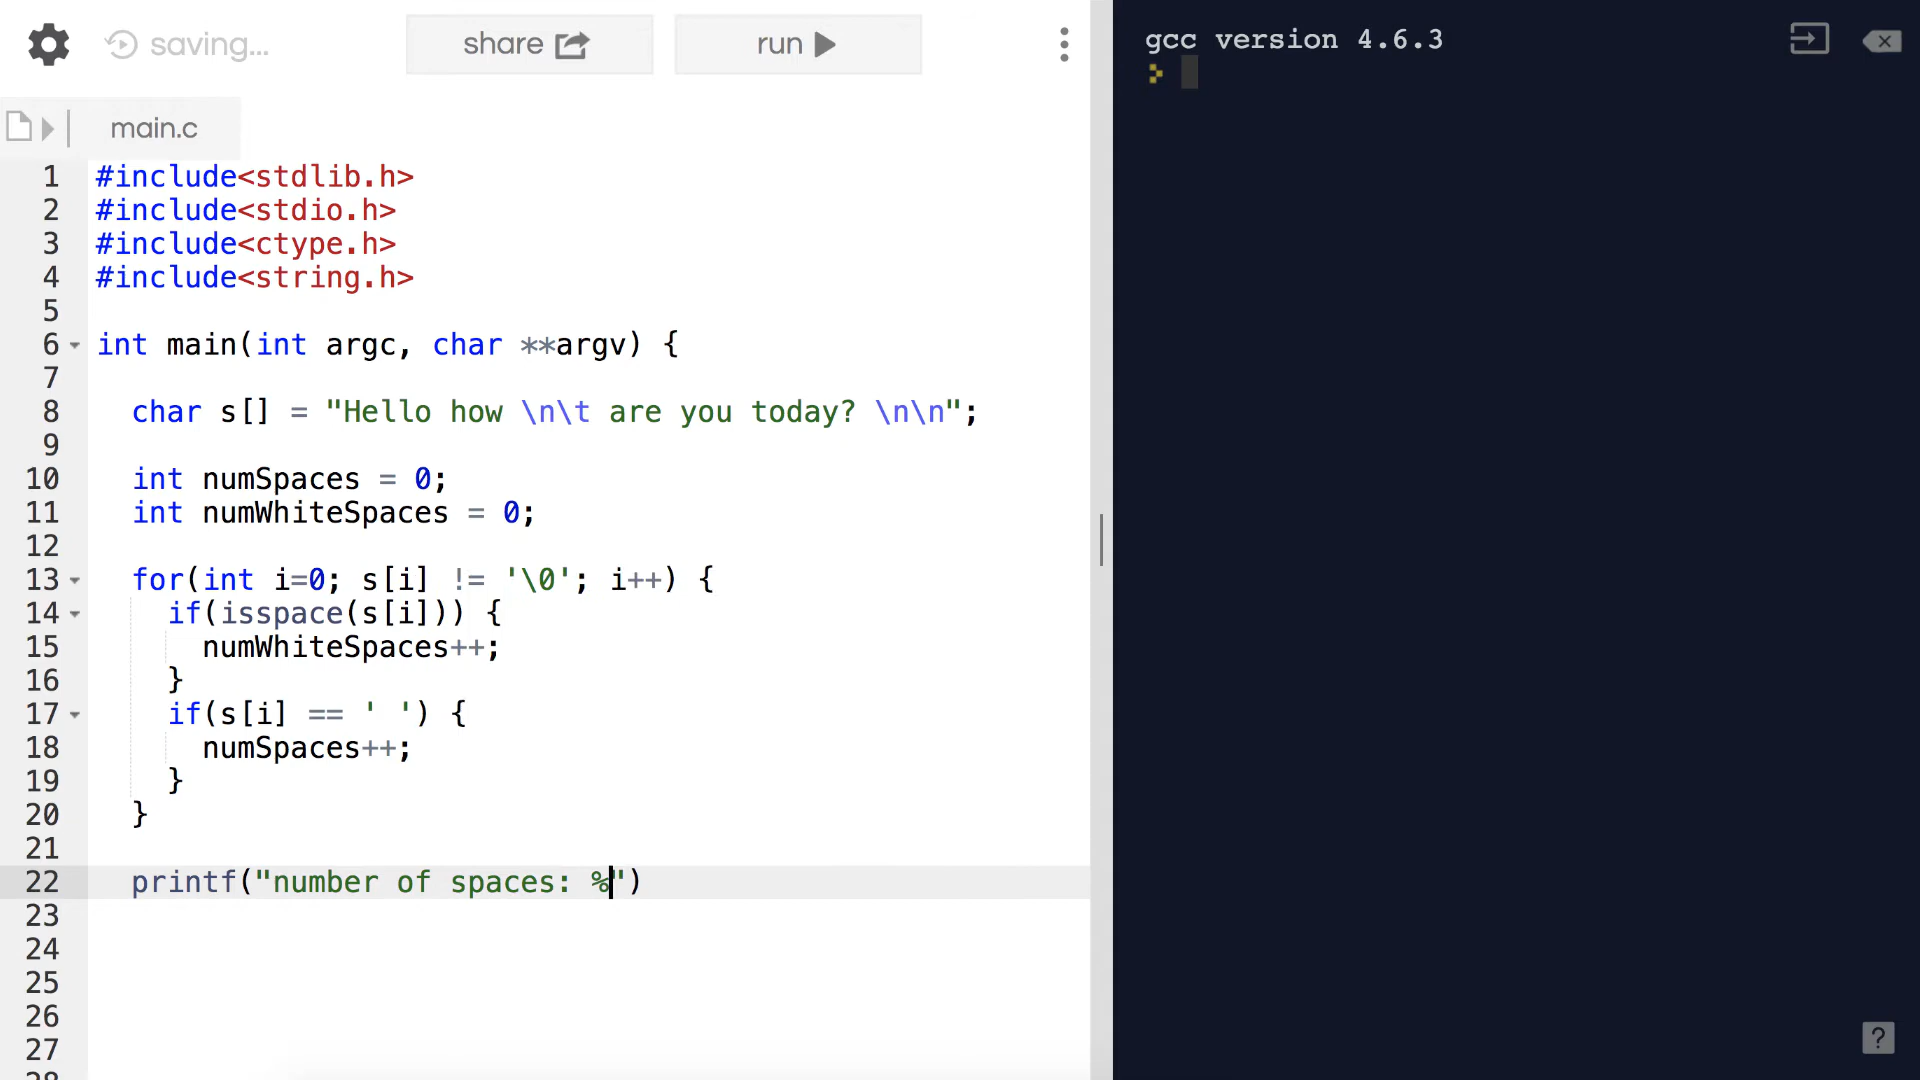 saving...
share
run
gcc version 4.6.3
main.c
1 #include<stdlib.h>
2 #include<stdio.h>
3 #include<ctype.h>
4 #include<string.h>
5
6 int main(int argc, char **argv) {
7
8 char s[] = "Hello how \n\t are you today? \n\n";
9
10 int numSpaces = 0;
11 int numWhiteSpaces = 0;
12
13 for(int i=0; s[i] != '\0'; i++) {
14 if(isspace(s[i])) {
15 numWhiteSpaces++;
16 }
17 if(s[i] == ' ') {
18 numSpaces++;
19 }
20 }
21
22 printf("number of spaces: %")
23
24
25
26
27
28
?